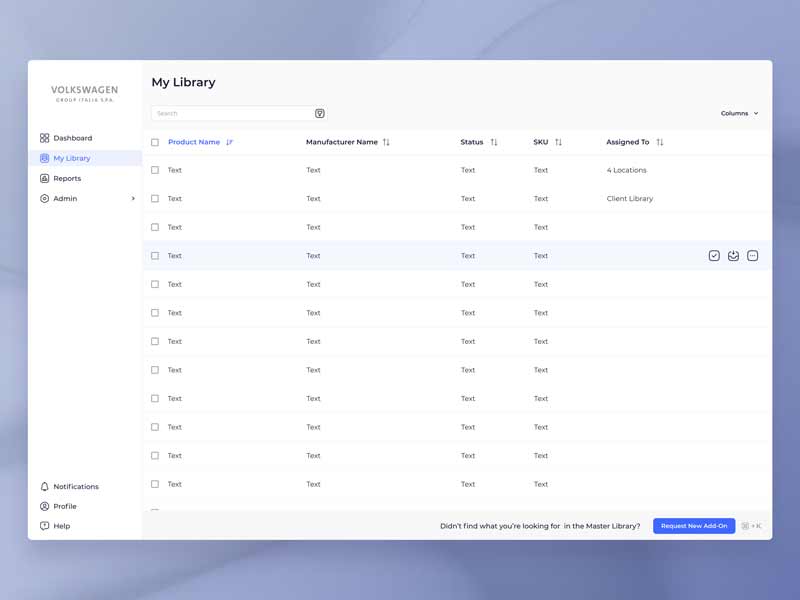 VOLKSWAGEN
GROUP ITALIA S.P.A.
Dashboard
My Library
Reports
Admin
Notifications
Profile
Help
My Library
Search
Columns
Product Name Manufacturer Name Status SKU Assigned To
Text Text Text Text 4 Locations
Text Text Text Text Client Library
Text Text Text Text
Text Text Text Text
Text Text Text Text
Text Text Text Text
Text Text Text Text
Text Text Text Text
Text Text Text Text
Text Text Text Text
Text Text Text Text
Text Text Text Text
Didn't find what you're looking for in the Master Library? Request New Add-On ⌘ + K